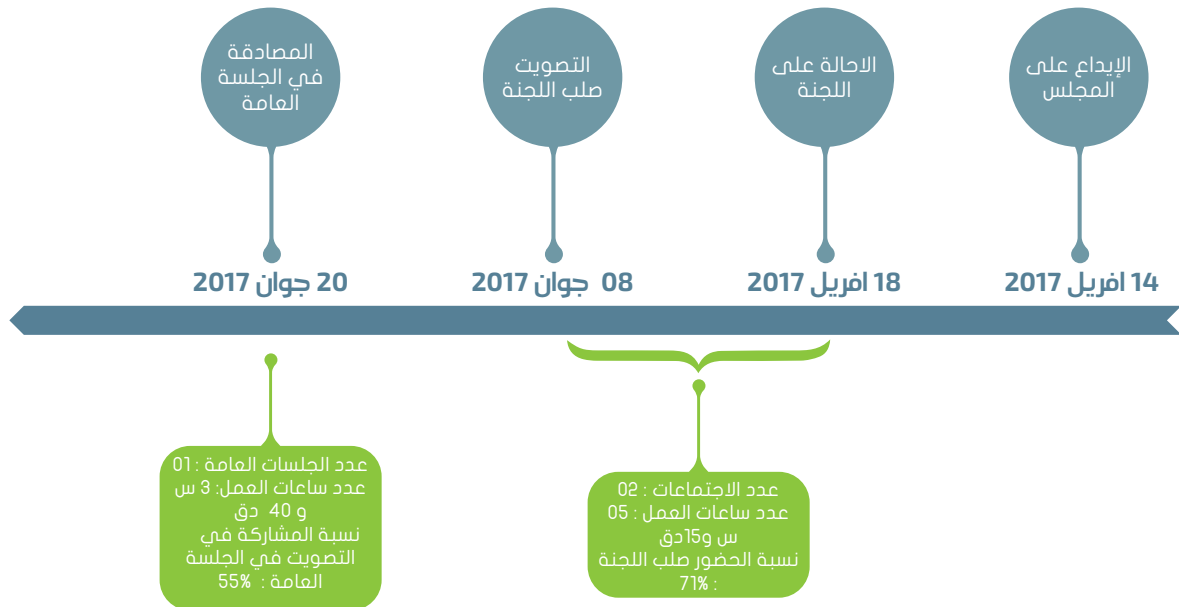 الإيداع على
المجلس
الاحالة على
اللجنة
التصويت
صلب اللجنة
المصادقة
في الجلسة
العامة
14 افريل 2017
18 افريل 2017
08 جوان 2017
20 جوان 2017
عدد الاجتماعات : 02
عدد ساعات العمل : 05
س و15دق
نسبة الحضور صلب اللجنة
: 71%
عدد الجلسات العامة : 01
عدد ساعات العمل: 3 س
و 40 دق
نسبة المشاركة في
التصويت في الجلسة
العامة : 55%